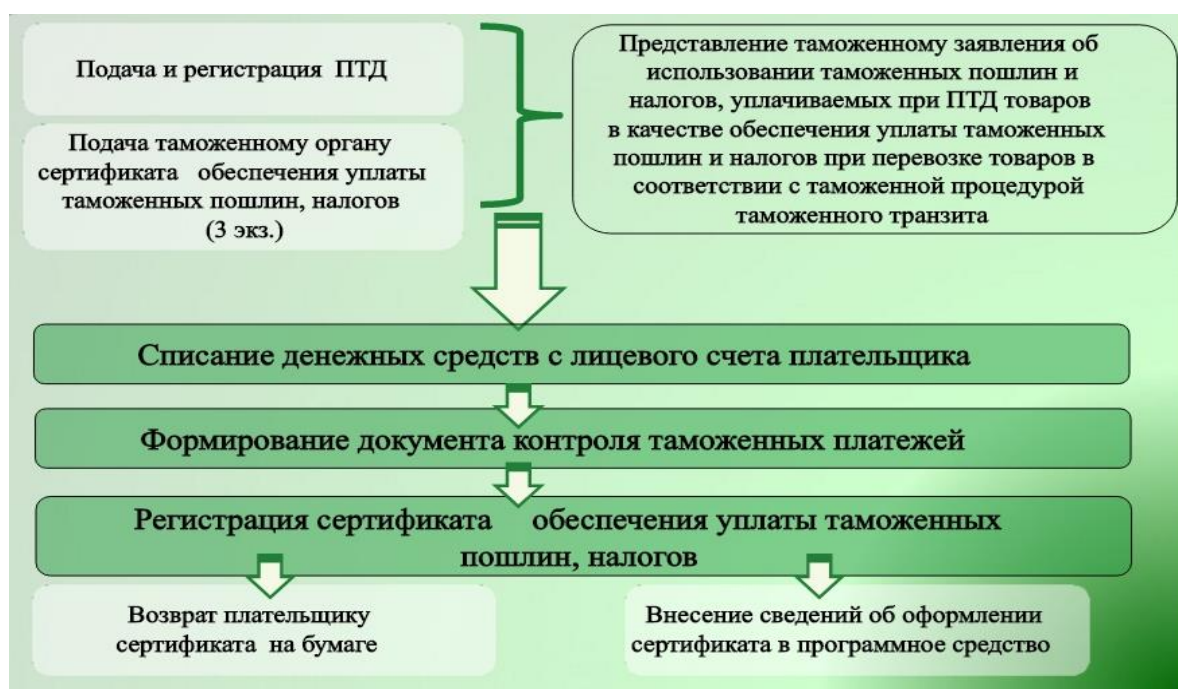 Подача и регистрация ПТД
Подача таможенному органу
сертификата обеспечения уплаты
таможенных пошлин, налогов
(3 экз.)
Представление таможенному заявления об
использовании таможенных пошлин и
налогов, уплачиваемых при ПТД товаров
в качестве обеспечения уплаты таможенных
пошлин и налогов при перевозке товаров в
соответствии с таможенной процедурой
таможенного транзита
Списание денежных средств с лицевого счета плательщика
Формирование документа контроля таможенных платежей
Регистрация сертификата обеспечения уплаты таможенных
пошлин, налогов
Возврат плательщику
сертификата на бумаге
Внесение сведений об оформлении
сертификата в программное средство